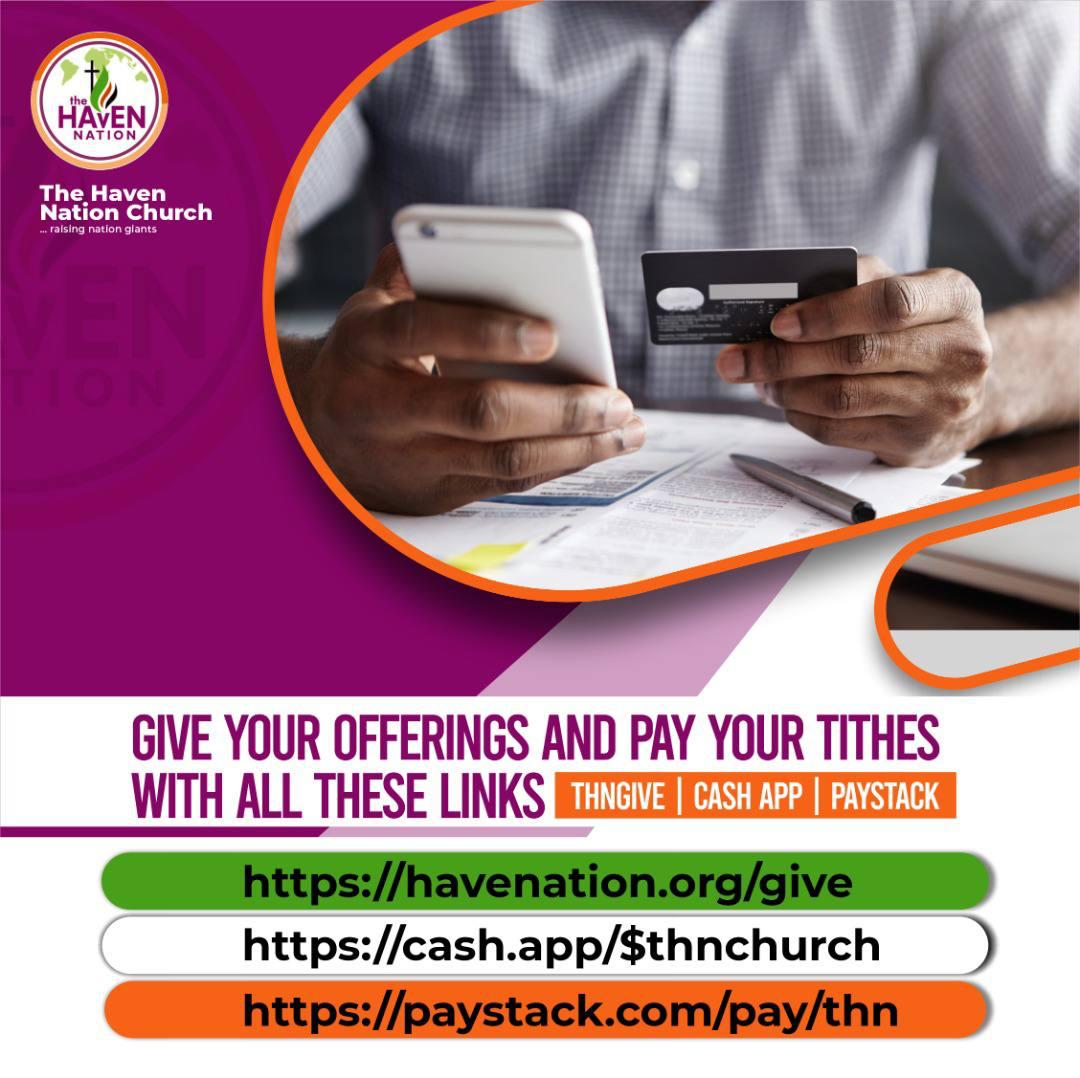 the
HAVEN
NATION
The Haven
Nation Church
... raising nation giants
VEN
TION
GIVE YOUR OFFERINGS AND PAY YOUR TITHES
WITH ALL THESE LINKS THNGIVE | CASH APP | PAYSTACK
https://havenation.org/give
https://cash.app/$thnchurch
https://paystack.com/pay/thn